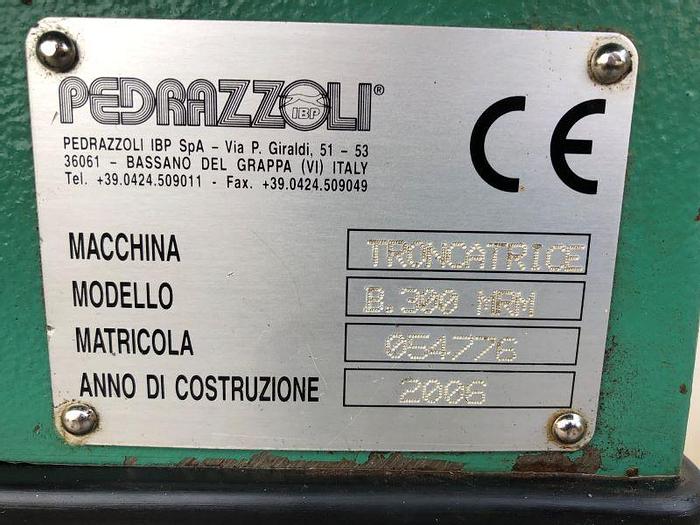 PEDRAZZOLI®
IBP
PEDRAZZOLI IBP SpA – Via P. Giraldi, 51 – 53
36061 – BASSANO DEL GRAPPA (VI) ITALY
Tel. +39.0424.509011 - Fax. +39.0424.509049
CE
MACCHINA TRONCATRICE
MODELLO B.300 MRM
MATRICOLA 054776
ANNO DI COSTRUZIONE 2006